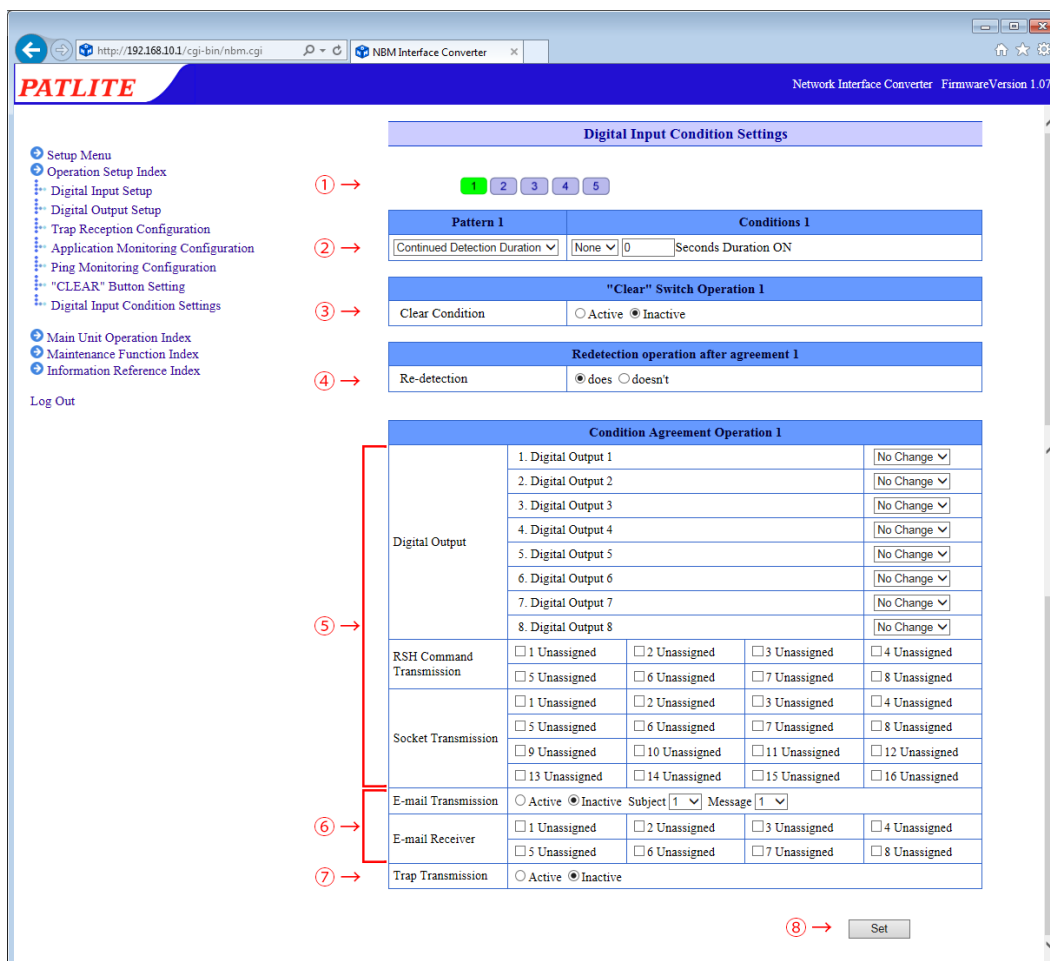 http://192.168.10.1/cgi-bin/nbm.cgi
NBM Interface Converter
PATLITE
Network Interface Converter FirmwareVersion 1.07
Setup Menu
Operation Setup Index
Digital Input Setup
Digital Output Setup
Trap Reception Configuration
Application Monitoring Configuration
Ping Monitoring Configuration
"CLEAR" Button Setting
Digital Input Condition Settings
Main Unit Operation Index
Maintenance Function Index
Information Reference Index
Log Out
Digital Input Condition Settings
① → 1 2 3 4 5
Pattern 1 Conditions 1
② → Continued Detection Duration None 0 Seconds Duration ON
"Clear" Switch Operation 1
③ → Clear Condition Active Inactive
Redetection operation after agreement 1
④ → Re-detection does doesn't
Condition Agreement Operation 1
⑤ →
Digital Output
1. Digital Output 1 No Change
2. Digital Output 2 No Change
3. Digital Output 3 No Change
4. Digital Output 4 No Change
5. Digital Output 5 No Change
6. Digital Output 6 No Change
7. Digital Output 7 No Change
8. Digital Output 8 No Change
RSH Command
Transmission
1 Unassigned 2 Unassigned 3 Unassigned 4 Unassigned
5 Unassigned 6 Unassigned 7 Unassigned 8 Unassigned
Socket Transmission
1 Unassigned 2 Unassigned 3 Unassigned 4 Unassigned
5 Unassigned 6 Unassigned 7 Unassigned 8 Unassigned
9 Unassigned 10 Unassigned 11 Unassigned 12 Unassigned
13 Unassigned 14 Unassigned 15 Unassigned 16 Unassigned
⑥ →
E-mail Transmission Active Inactive Subject 1 Message 1
E-mail Receiver
1 Unassigned 2 Unassigned 3 Unassigned 4 Unassigned
5 Unassigned 6 Unassigned 7 Unassigned 8 Unassigned
⑦ → Trap Transmission Active Inactive
⑧ → Set